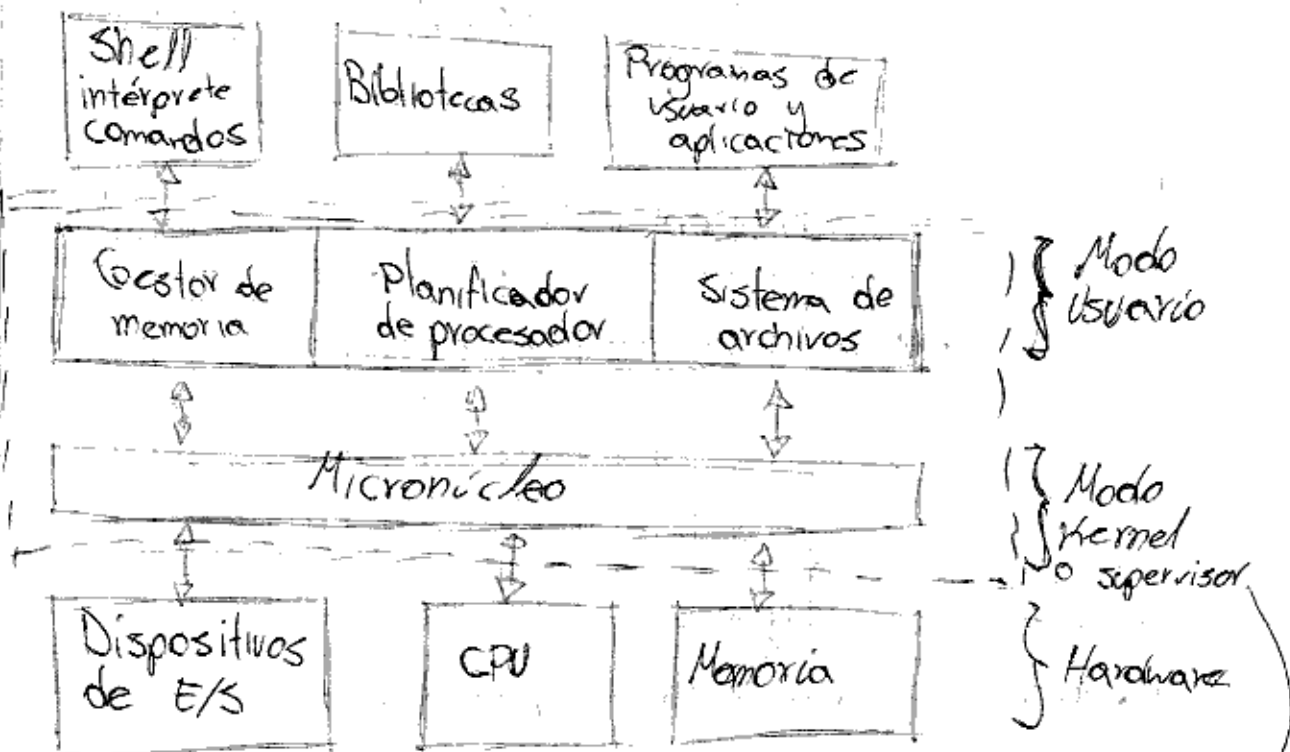 Shell
intérprete
comandos
Bibliotecas
Programas de
usuario y
aplicaciones
Gestor de
memoria
Planificador
de procesador
Sistema de
archivos
Modo
Usuario
Micronúcleo
Modo
Kernel
o supervisor
Dispositivos
de E/S
CPU
Memoria
Hardware